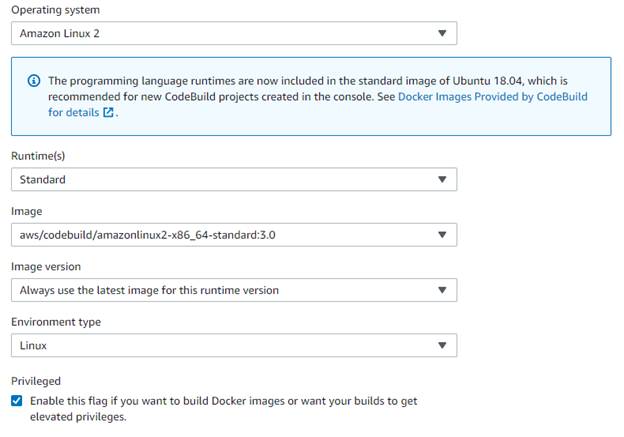 Operating system
Amazon Linux 2
The programming language runtimes are now included in the standard image of Ubuntu 18.04, which is
recommended for new CodeBuild projects created in the console. See Docker Images Provided by CodeBuild
for details.
Runtime(s)
Standard
Image
aws/codebuild/amazonlinux2-x86_64-standard:3.0
Image version
Always use the latest image for this runtime version
Environment type
Linux
Privileged
Enable this flag if you want to build Docker images or want your builds to get
elevated privileges.